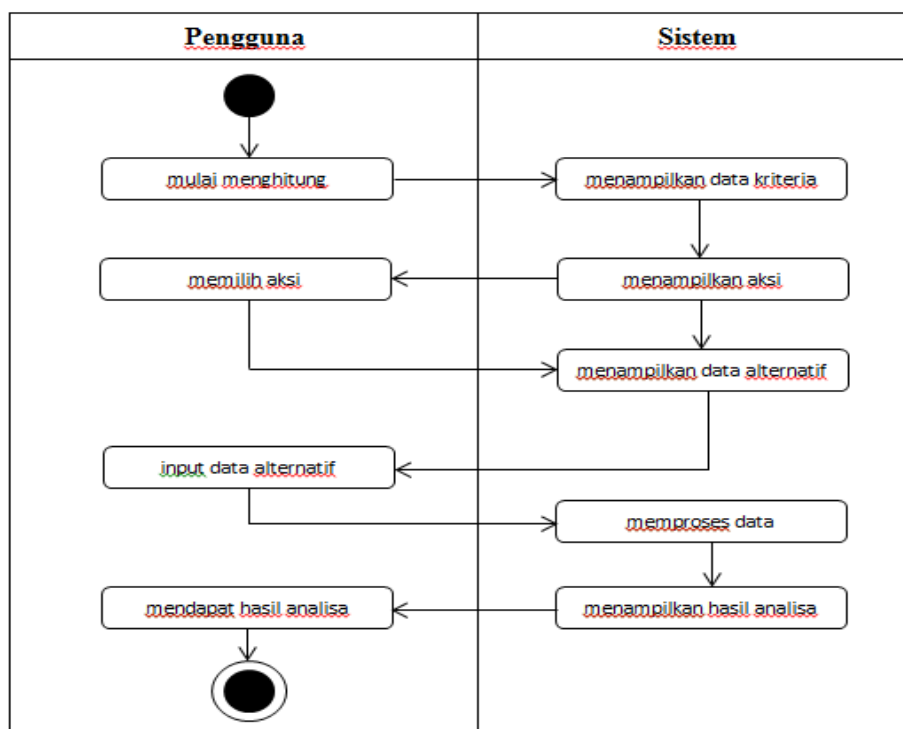 Pengguna
Sistem
mulai menghitung
menampilkan data kriteria
memilih aksi
menampilkan aksi
menampilkan data alternatif
input data alternatif
memproses data
mendapat hasil analisa
menampilkan hasil analisa